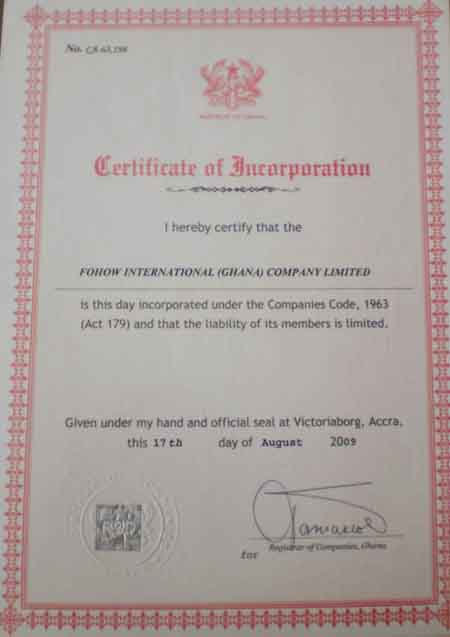 No. CA-63,288
REPUBLIC OF GHANA
Certificate of Incorporation
I hereby certify that the
FOHOW INTERNATIONAL (GHANA) COMPANY LIMITED
is this day incorporated under the Companies Code, 1963
(Act 179) and that the liability of its members is limited.
Given under my hand and official seal at Victoriaborg, Accra,
this 17th day of August 2009
for Registrar of Companies, Ghana